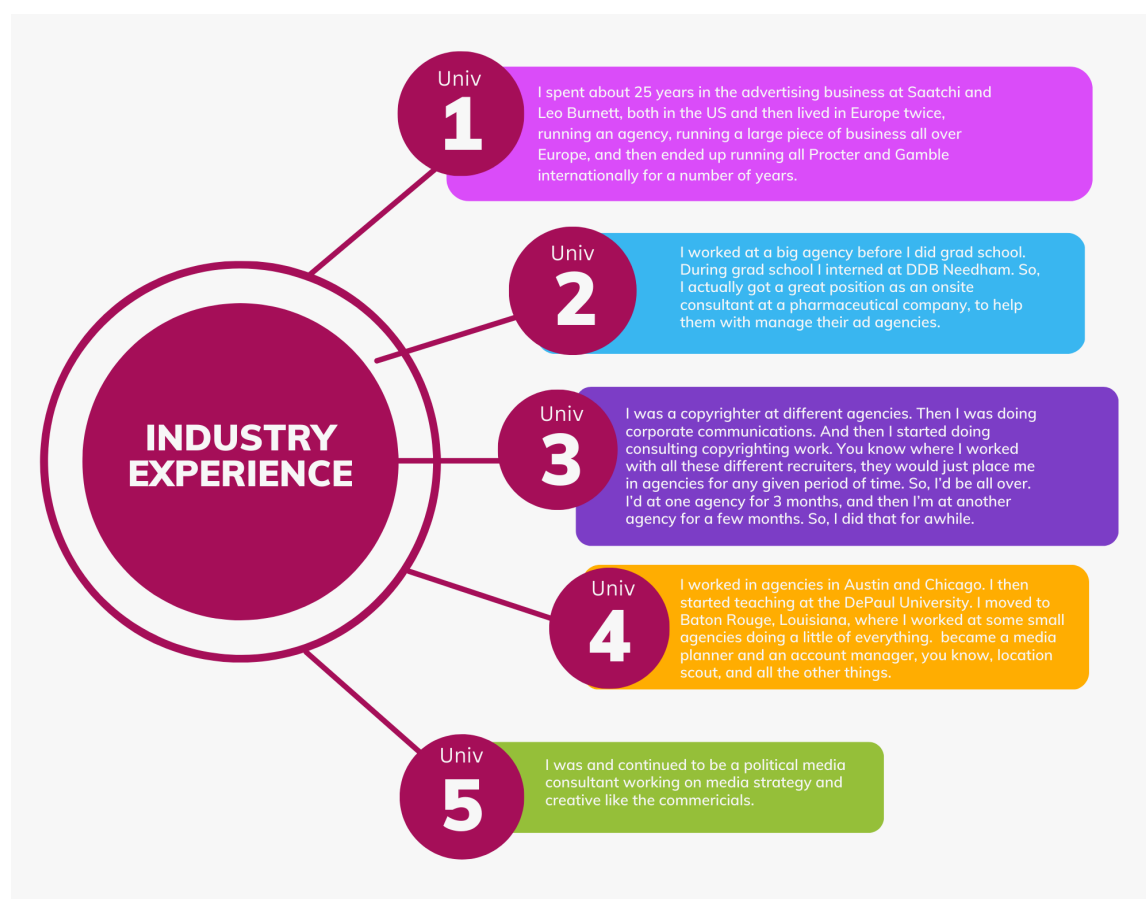 Univ
1
I spent about 25 years in the advertising business at Saatchi and
Leo Burnett, both in the US and then lived in Europe twice,
running an agency, running a large piece of business all over
Europe, and then ended up running all Procter and Gamble
internationally for a number of years.
Univ
2
I worked at a big agency before I did grad school.
During grad school I interned at DDB Needham. So,
I actually got a great position as an onsite
consultant at a pharmaceutical company, to help
them with manage their ad agencies.
INDUSTRY
EXPERIENCE
Univ
3
I was a copyrighter at different agencies. Then I was doing
corporate communications. And then I started doing
consulting copyrighting work. You know where I worked
with all these different recruiters, they would just place me
in agencies for any given period of time. So, I'd be all over.
I'd at one agency for 3 months, and then I'm at another
agency for a few months. So, I did that for awhile.
Univ
4
I worked in agencies in Austin and Chicago. I then
started teaching at the DePaul University. I moved to
Baton Rouge, Louisiana, where I worked at some small
agencies doing a little of everything.  became a media
planner and an account manager, you know, location
scout, and all the other things.
Univ
5
I was and continued to be a political media
consultant working on media strategy and
creative like the commericials.